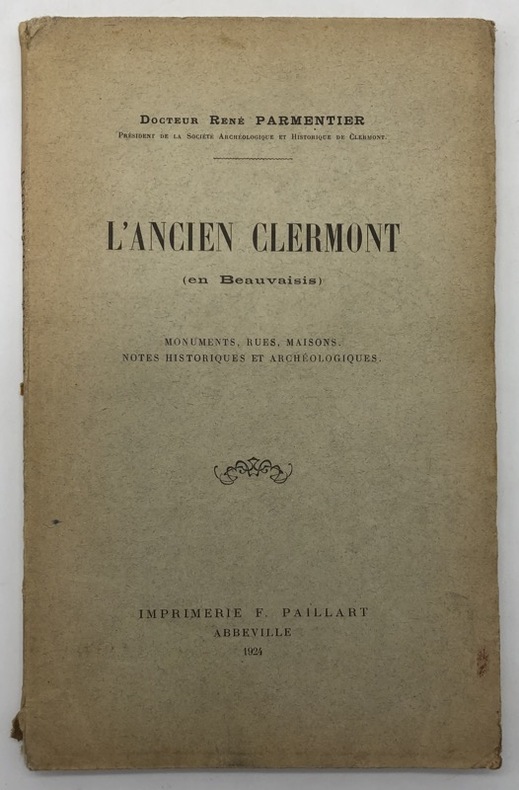 Docteur René PARMENTIER
Président de la Société Archéologique et Historique de Clermont.
L'ANCIEN CLERMONT
(en Beauvaisis)
MONUMENTS, RUES, MAISONS.
NOTES HISTORIQUES ET ARCHÉOLOGIQUES.
IMPRIMERIE F. PAILLART
ABBEVILLE
1924